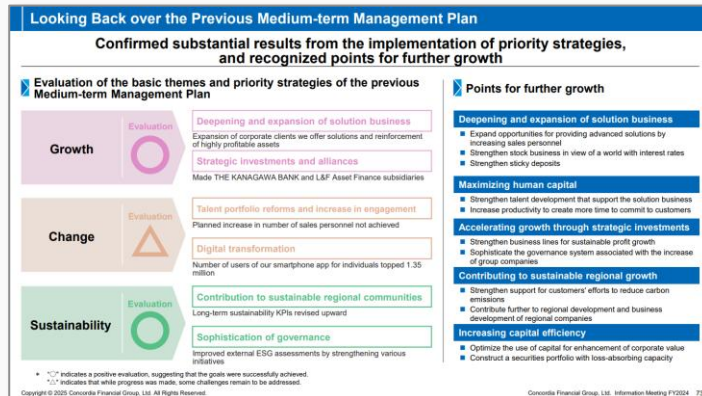 Looking Back over the Previous Medium-term Management Plan
Confirmed substantial results from the implementation of priority strategies,
and recognized points for further growth
Evaluation of the basic themes and priority strategies of the previous
Medium-term Management Plan
Growth
Evaluation
Deepening and expansion of solution business
Expansion of corporate clients we offer solutions and reinforcement
of highly profitable assets
Strategic investments and alliances
Made THE KANAGAWA BANK and L&F Asset Finance subsidiaries
Change
Evaluation
Talent portfolio reforms and increase in engagement
Planned increase in number of sales personnel not achieved
Digital transformation
Number of users of our smartphone app for individuals topped 1.35
million
Sustainability
Evaluation
Contribution to sustainable regional communities
Long-term sustainability KPIs revised upward
Sophistication of governance
Improved external ESG assessments by strengthening various
initiatives
* "○" indicates a positive evaluation, suggesting that the goals were successfully achieved.
"△" indicates that while progress was made, some challenges remain to be addressed.
Points for further growth
Deepening and expansion of solution business
■ Expand opportunities for providing advanced solutions by
increasing sales personnel
■ Strengthen stock business in view of a world with interest rates
■ Strengthen sticky deposits
Maximizing human capital
■ Strengthen talent development that support the solution business
■ Increase productivity to create more time to commit to customers
Accelerating growth through strategic investments
■ Strengthen business lines for sustainable profit growth
■ Sophisticate the governance system associated with the increase
of group companies
Contributing to sustainable regional growth
■ Strengthen support for customers' efforts to reduce carbon
emissions
■ Contribute further to regional development and business
development of regional companies
Increasing capital efficiency
■ Optimize the use of capital for enhancement of corporate value
■ Construct a securities portfolio with loss-absorbing capacity
Copyright © 2025 Concordia Financial Group, Ltd. All Rights Reserved.
Concordia Financial Group, Ltd. Information Meeting FY2024